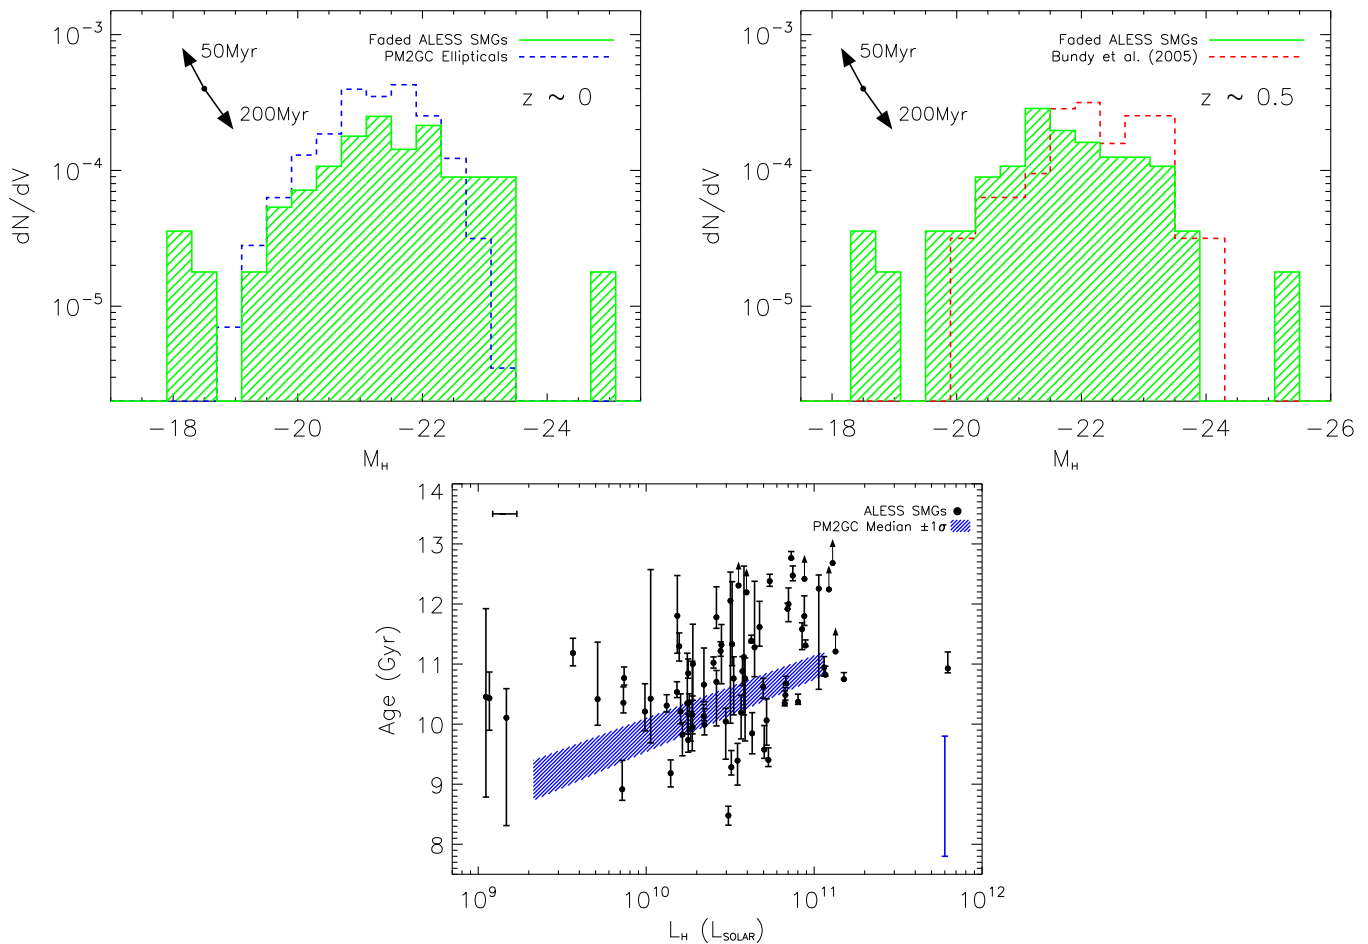 10⁻³
10⁻⁴
10⁻⁵
dN/dV
50Myr
200Myr
Faded ALESS SMGs
PM2GC Ellipticals
z ~ 0
−18
−20
−22
−24
M_H
10⁻³
10⁻⁴
10⁻⁵
dN/dV
50Myr
200Myr
Faded ALESS SMGs
Bundy et al. (2005)
z ~ 0.5
−18
−20
−22
−24
−26
M_H
14
13
12
11
10
9
8
Age (Gyr)
ALESS SMGs
PM2GC Median ±1σ
10⁹
10¹⁰
10¹¹
10¹²
L_H (L_SOLAR)